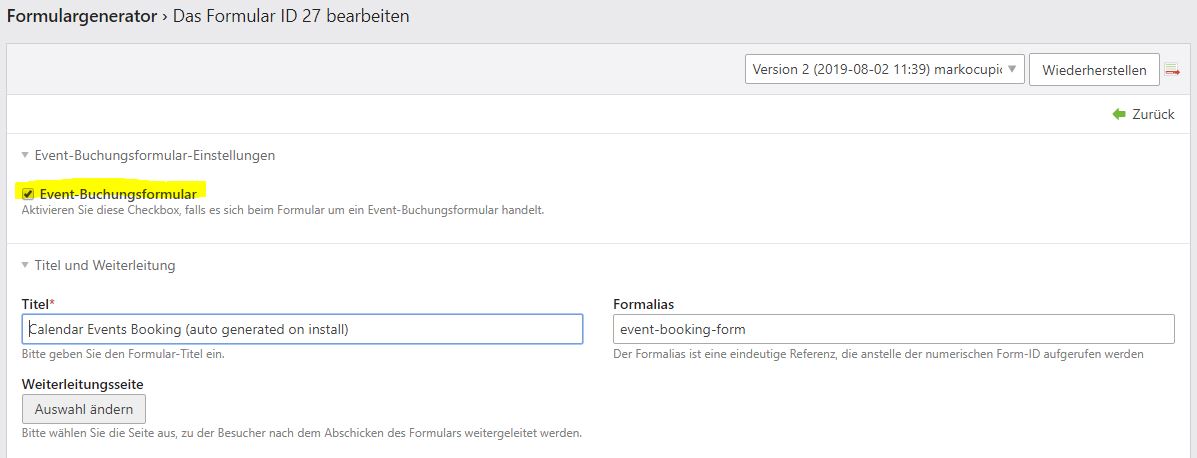 Formulargenerator › Das Formular ID 27 bearbeiten
Version 2 (2019-08-02 11:39) markocupic
Wiederherstellen
Zurück
Event-Buchungsformular-Einstellungen
Event-Buchungsformular
Aktivieren Sie diese Checkbox, falls es sich beim Formular um ein Event-Buchungsformular handelt.
Titel und Weiterleitung
Titel*
Formalias
Calendar Events Booking (auto generated on install)
event-booking-form
Bitte geben Sie den Formular-Titel ein.
Der Formalias ist eine eindeutige Referenz, die anstelle der numerischen Form-ID aufgerufen werden
Weiterleitungsseite
Auswahl ändern
Bitte wählen Sie die Seite aus, zu der Besucher nach dem Abschicken des Formulars weitergeleitet werden.